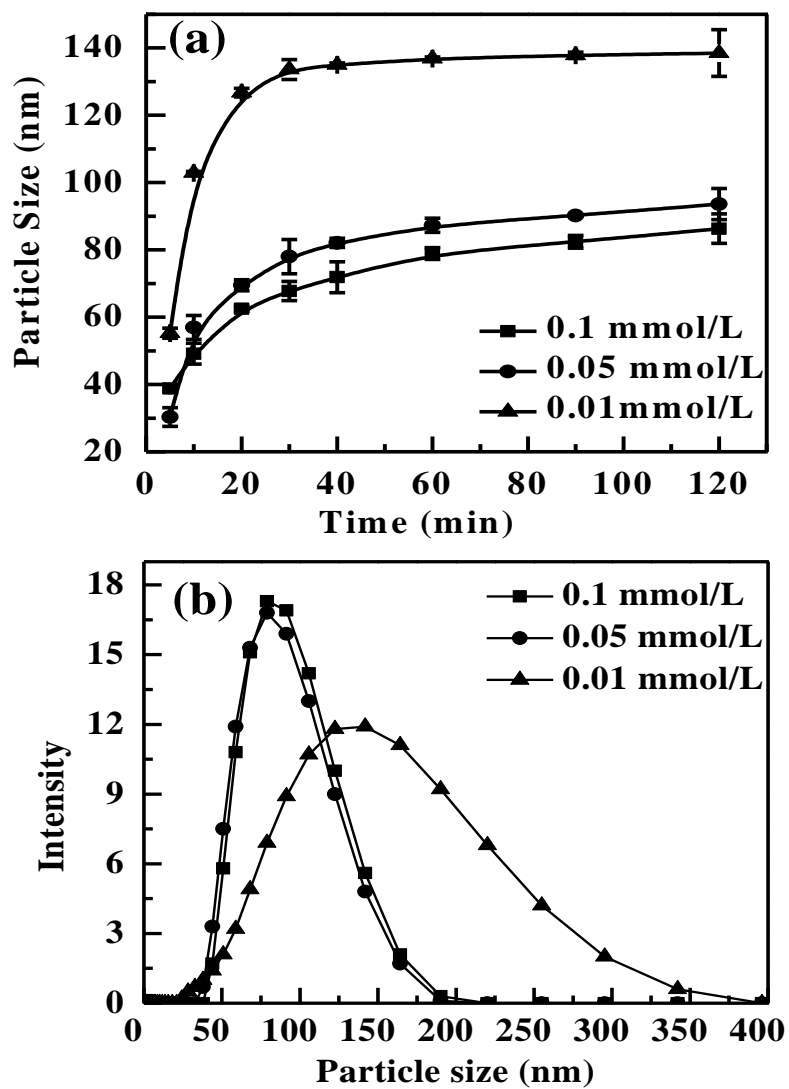 (a)
Particle Size (nm)
140
120
100
80
60
40
20
0.1 mmol/L
0.05 mmol/L
0.01mmol/L
0 20 40 60 80 100 120
Time (min)
(b)
Intensity
18
15
12
9
6
3
0
0.1 mmol/L
0.05 mmol/L
0.01 mmol/L
0 50 100 150 200 250 300 350 400
Particle size (nm)